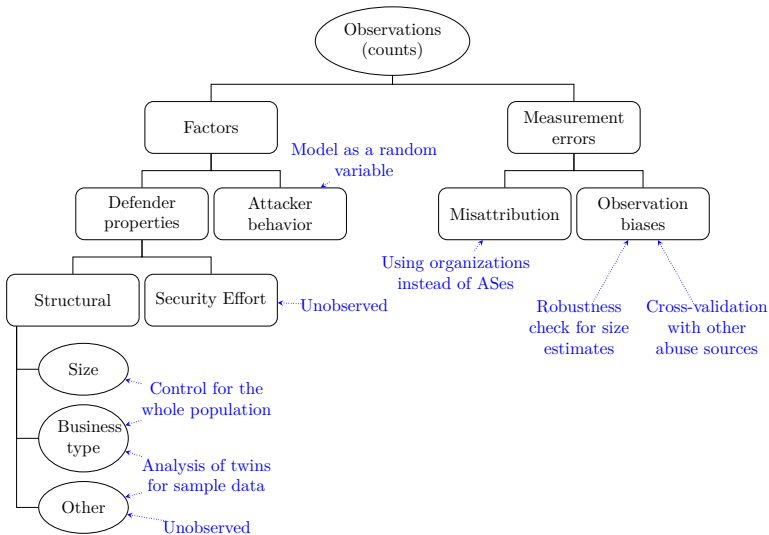 Observations
(counts)
Factors
Measurement
errors
Model as a random
variable
Defender
properties
Attacker
behavior
Misattribution
Observation
biases
Using organizations
instead of ASes
Structural
Security Effort
Unobserved
Robustness
check for size
estimates
Cross-validation
with other
abuse sources
Size
Control for the
whole population
Business
type
Analysis of twins
for sample data
Other
Unobserved